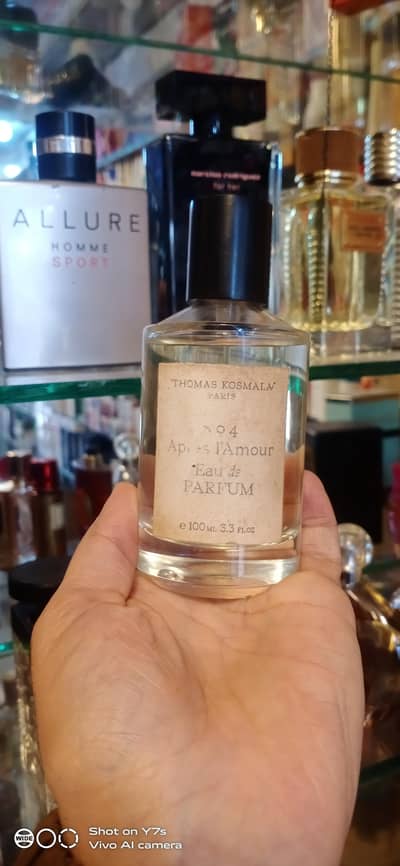 ALLURE
HOMME
SPORT
narciso rodriguez
for her
THOMAS KOSMALA
PARIS
No4
l'Amour
Eau de
PARFUM
e 100 ML 3.3 FL.OZ
WIDE
Shot on Y7s
Vivo AI camera